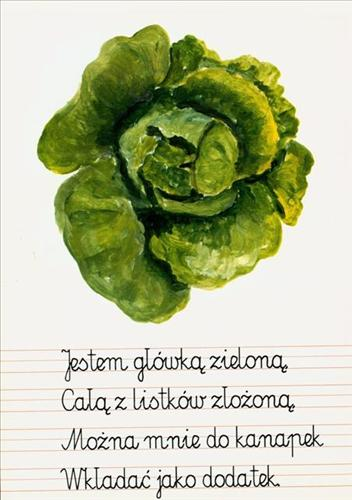 Jestem główką zieloną,
Całą z listków złożoną,
Można mnie do kanapek
Wkładać jako dodatek.